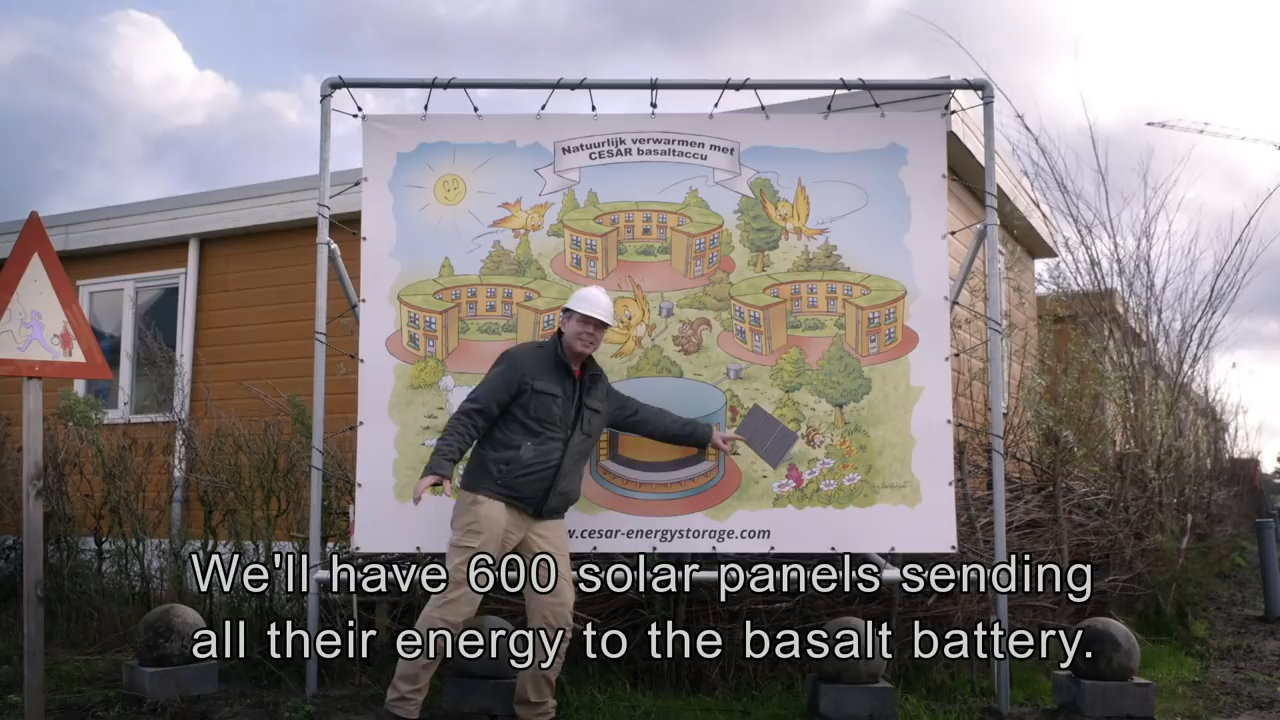 Natuurlijk verwarmen met
CESAR basaltaccu
w.cesar-energystorage.com
We'll have 600 solar panels sending
all their energy to the basalt battery.